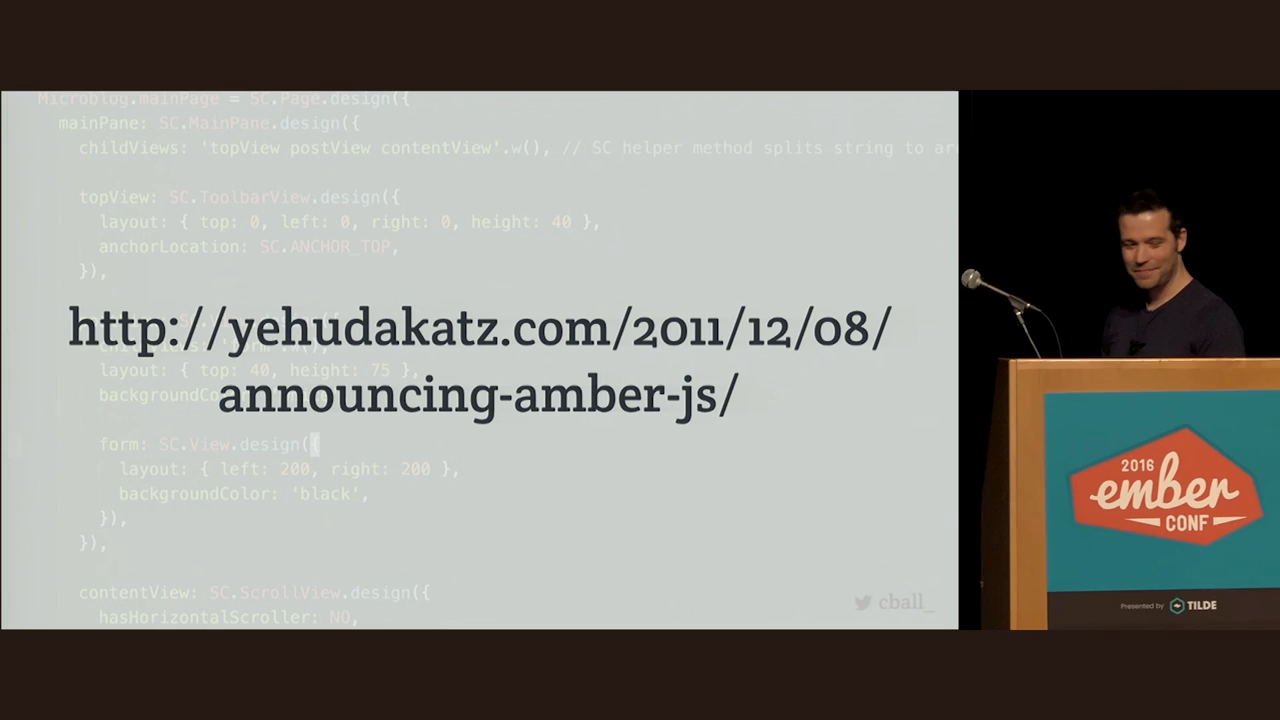 Microblog.mainPage = SC.Page.design({
mainPane: SC.MainPane.design({
childViews: 'topView postView contentView'.w(), // SC helper method splits string to ar
topView: SC.ToolbarView.design({
layout: { top: 0, left: 0, right: 0, height: 40 },
anchorLocation: SC.ANCHOR_TOP,
}),
http://yehudakatz.com/2011/12/08/
layout: { top: 40, height: 75 },
announcing-amber-js/
form: SC.View.design({
layout: { left: 200, right: 200 },
backgroundColor: 'black',
}),
}),
contentView: SC.ScrollView.design({
hasHorizontalScroller: NO,
cball_
2016
ember
CONF
Presented by TILDE